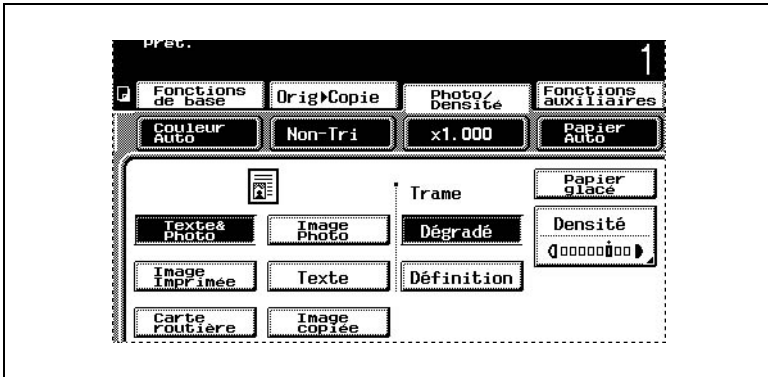 Prêt.
1
Fonctions
de base
Orig▸Copie
Photo/
Densité
Fonctions
auxiliaires
Couleur
Auto
Non-Tri
x1.000
Papier
Auto
Trame
Papier
glacé
Texte&
Photo
Image
Photo
Dégradé
Densité
Image
Imprimée
Texte
Définition
Carte
routière
Image
copiée